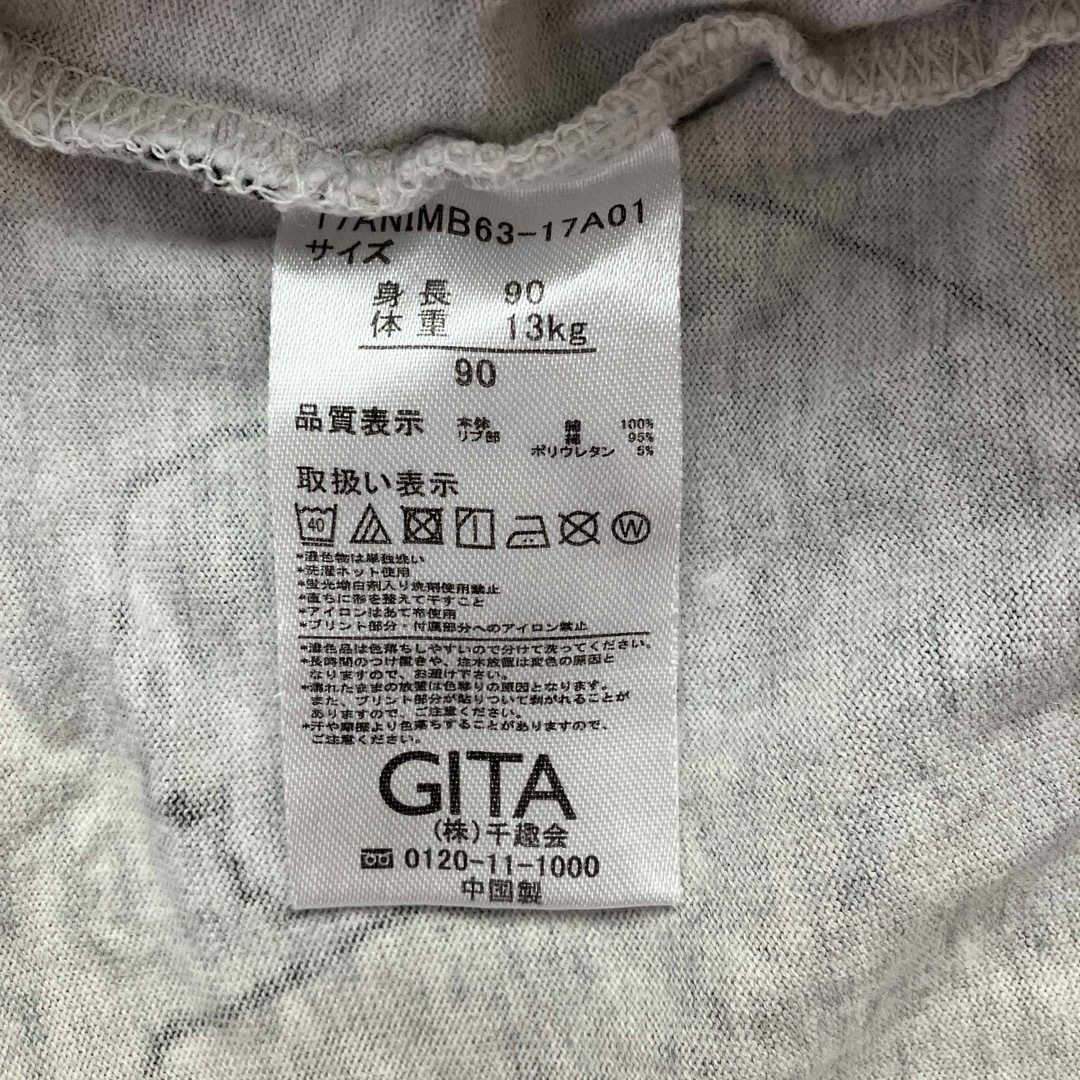 17ANIMB63-17A01
サイズ
身長 90
体重 13kg
90
品質表示 本体 綿 100%
リブ部 綿 95%
ポリウレタン 5%
取扱い表示
40 W
*濃色物は単独洗い
*洗濯ネット使用
*蛍光増白剤入り洗剤使用禁止
*直ちに形を整えて干すこと
*アイロンはあて布使用
*プリント部分・付属部分へのアイロン禁止
*濃色品は色落ちしやすいので分けて洗ってください。
*長時間のつけ置きや、注水放置は変色の原因と
なりますので、お避け下さい。
*濡れたままの放置は色移りの原因となります。
また、プリント部分が貼りついて剥がれることが
ありますので、ご注意ください。
*汗や摩擦より色落ちすることがありますので、
ご注意ください。
GITA
(株)千趣会
0120-11-1000
中国製